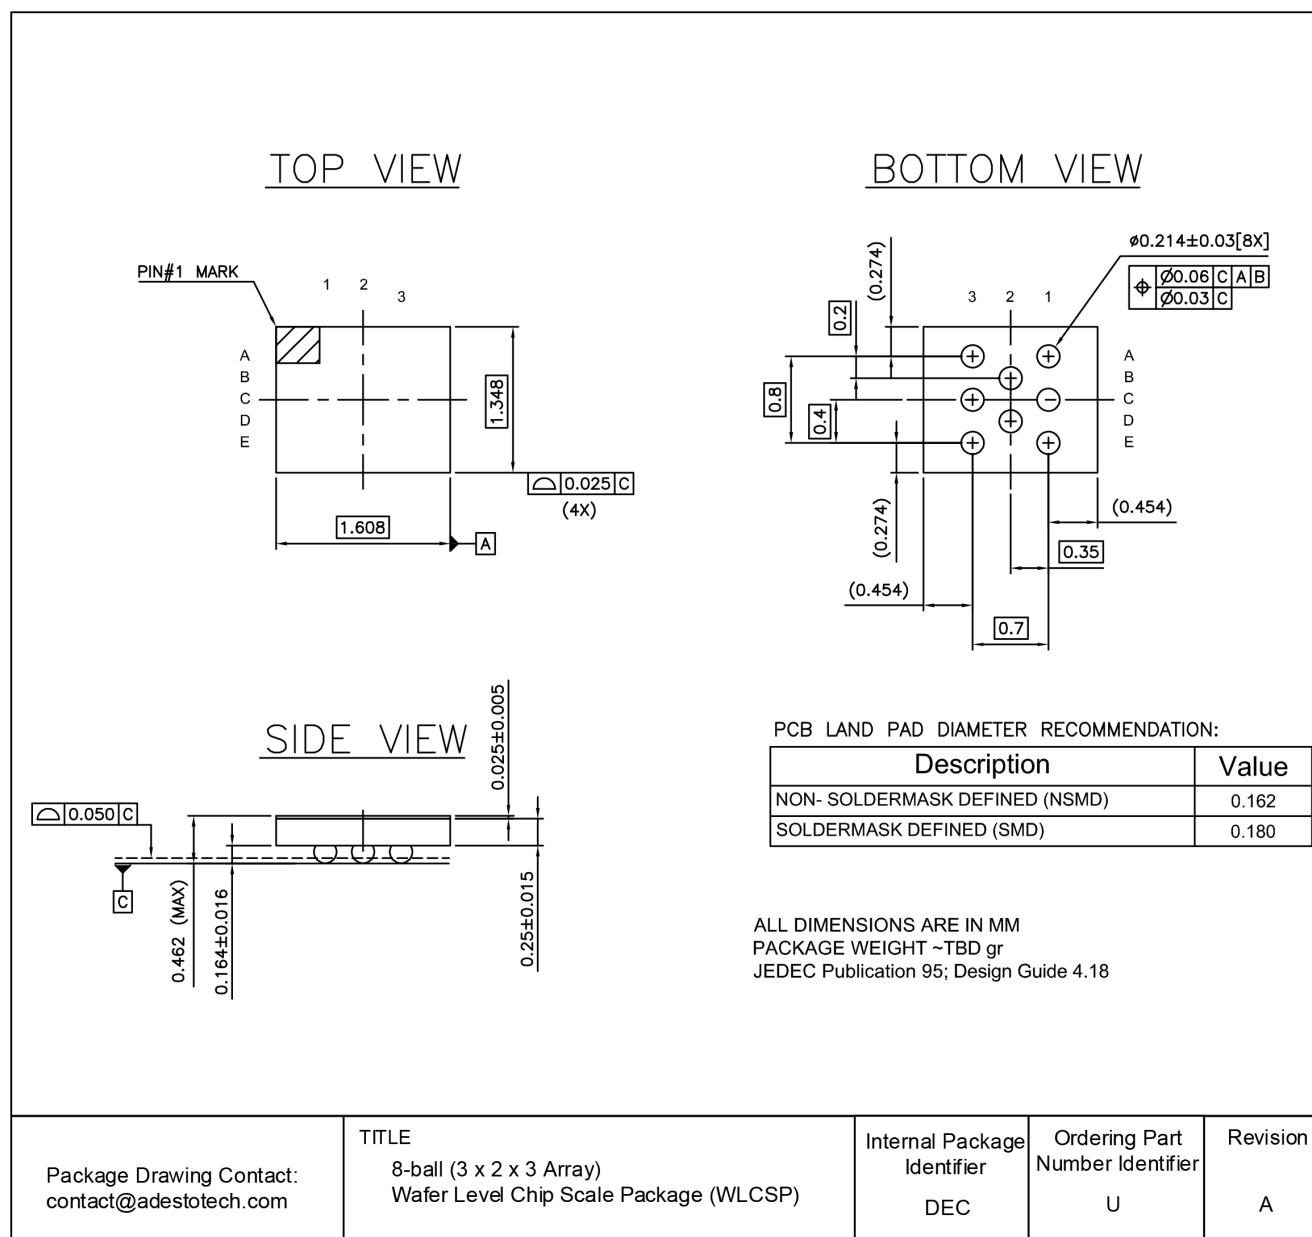 TOP VIEW
PIN#1 MARK
1 2 3
A
B
C
D
E
1.348
0.025 C
(4X)
1.608
A
BOTTOM VIEW
ø0.214±0.03[8X]
Ø0.06 C A B
Ø0.03 C
(0.274)
0.2
3 2 1
A
B
C
D
E
0.8
0.4
(0.274)
(0.454)
0.35
(0.454)
0.7
SIDE VIEW
0.025±0.005
0.050 C
C
0.462 (MAX)
0.164±0.016
0.25±0.015
PCB LAND PAD DIAMETER RECOMMENDATION:
Description Value
NON- SOLDERMASK DEFINED (NSMD) 0.162
SOLDERMASK DEFINED (SMD) 0.180
ALL DIMENSIONS ARE IN MM
PACKAGE WEIGHT ~TBD gr
JEDEC Publication 95; Design Guide 4.18
Package Drawing Contact:
contact@adestotech.com
TITLE
8-ball (3 x 2 x 3 Array)
Wafer Level Chip Scale Package (WLCSP)
Internal Package
Identifier
DEC
Ordering Part
Number Identifier
U
Revision
A